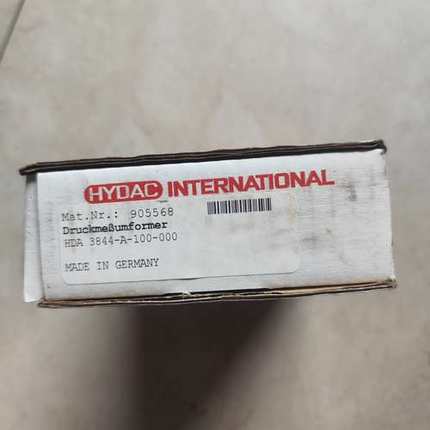 HYDAC INTERNATIONAL
Mat.Nr.: 905568
Druckmeßumformer
HDA 3844-A-100-000
MADE IN GERMANY